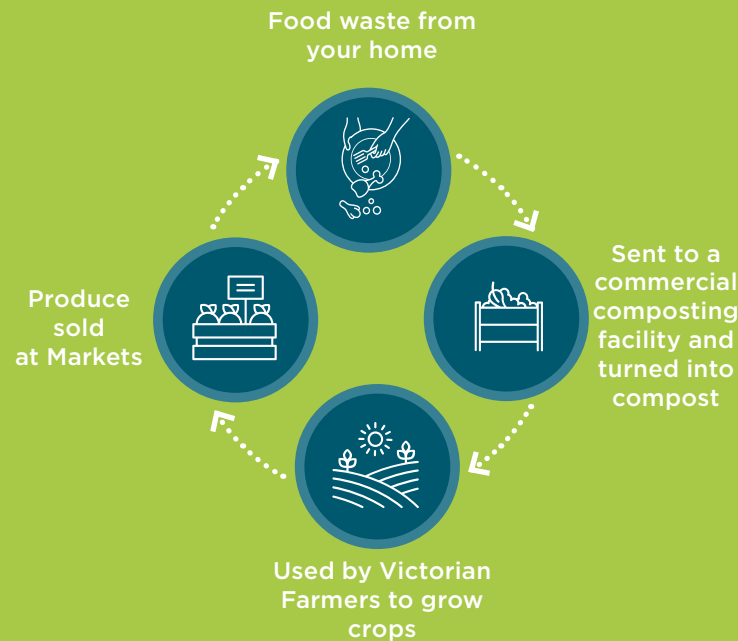 Food waste from
your home
Sent to a
commercial
composting
facility and
turned into
compost
Used by Victorian
Farmers to grow
crops
Produce
sold
at Markets